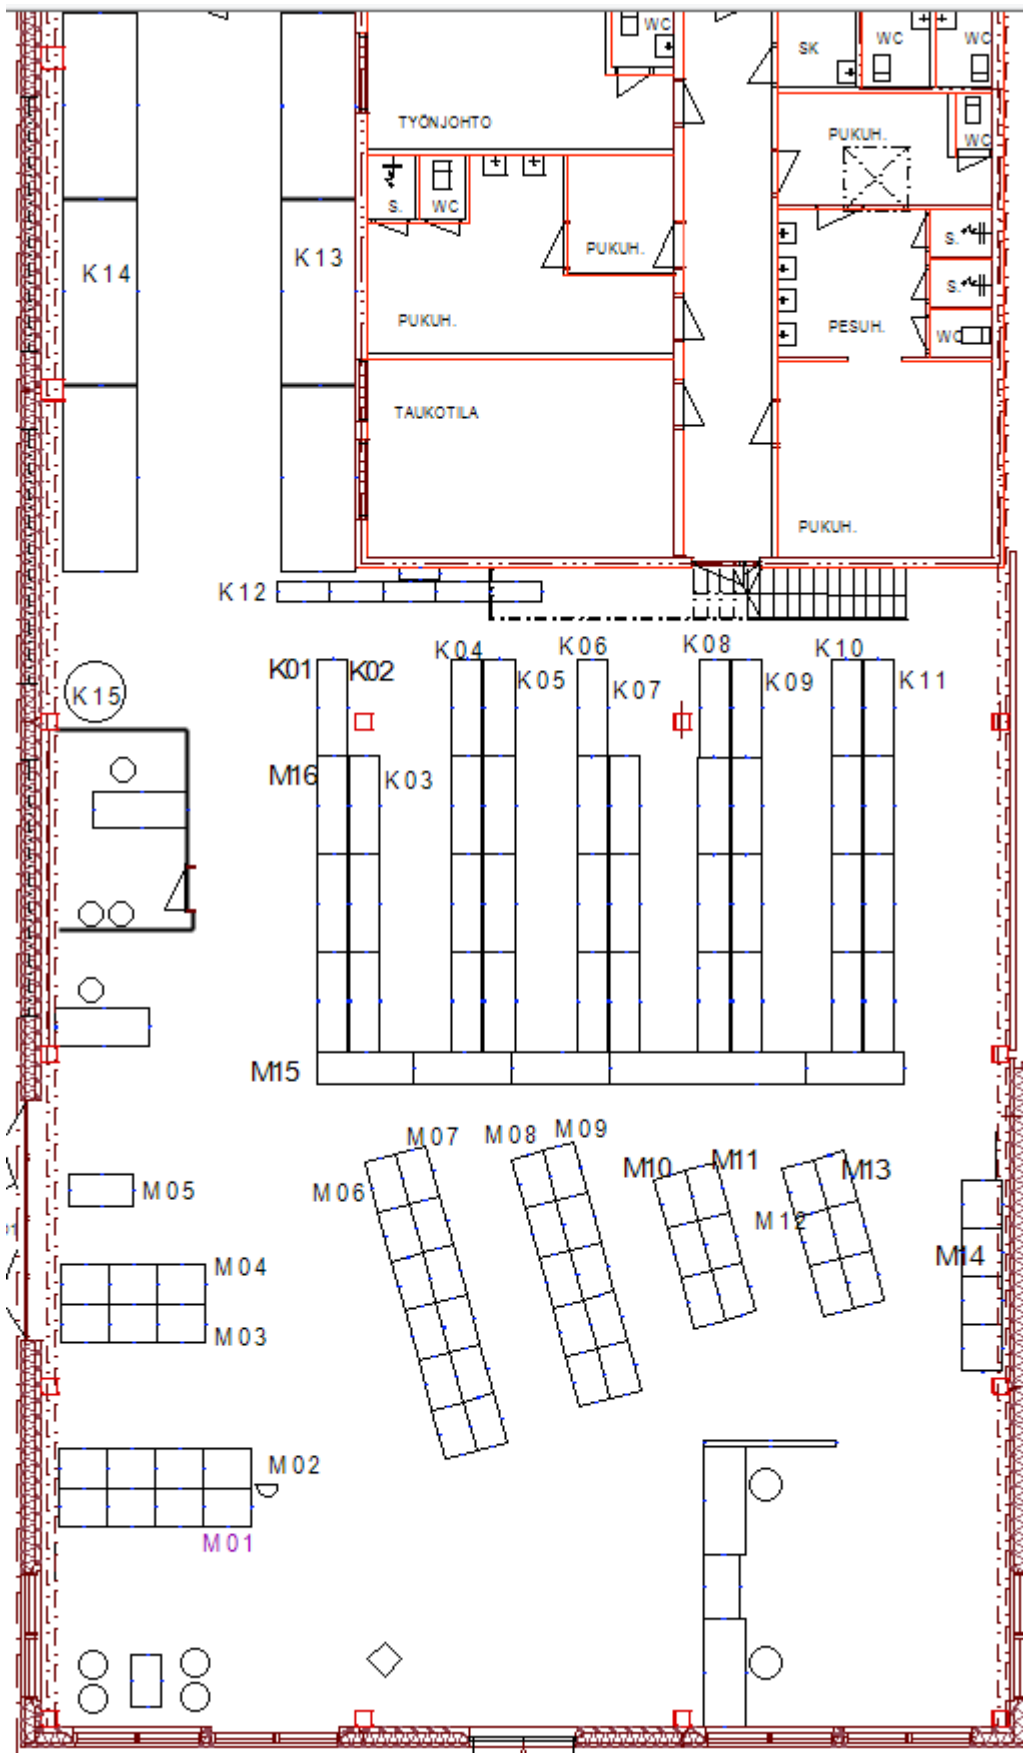 WC
SK
WC
WC
TYÖNJOHTO
PUKUH.
WC
S.
WC
PUKUH.
S.
K14
K13
S.
PUKUH.
PESUH.
WC
TAUKOTILA
PUKUH.
K12
K04
K06
K08
K10
K01
K02
K05
K07
K09
K11
K15
M16
K03
M15
M07
M08
M09
M06
M10
M11
M13
M05
M12
M04
M14
M03
M02
M01